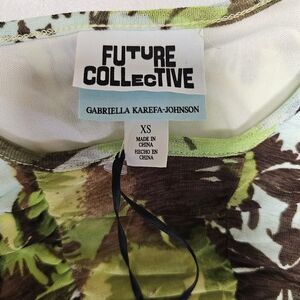 FUTURE
COLLECTIVE
GABRIELLA KAREFA-JOHNSON
XS
MADE IN
CHINA
HECHO EN
CHINA